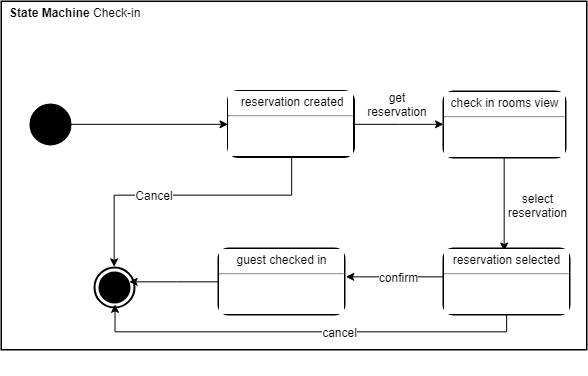 State Machine Check-in
reservation created
get
reservation
check in rooms view
Cancel
select
reservation
guest checked in
confirm
reservation selected
cancel